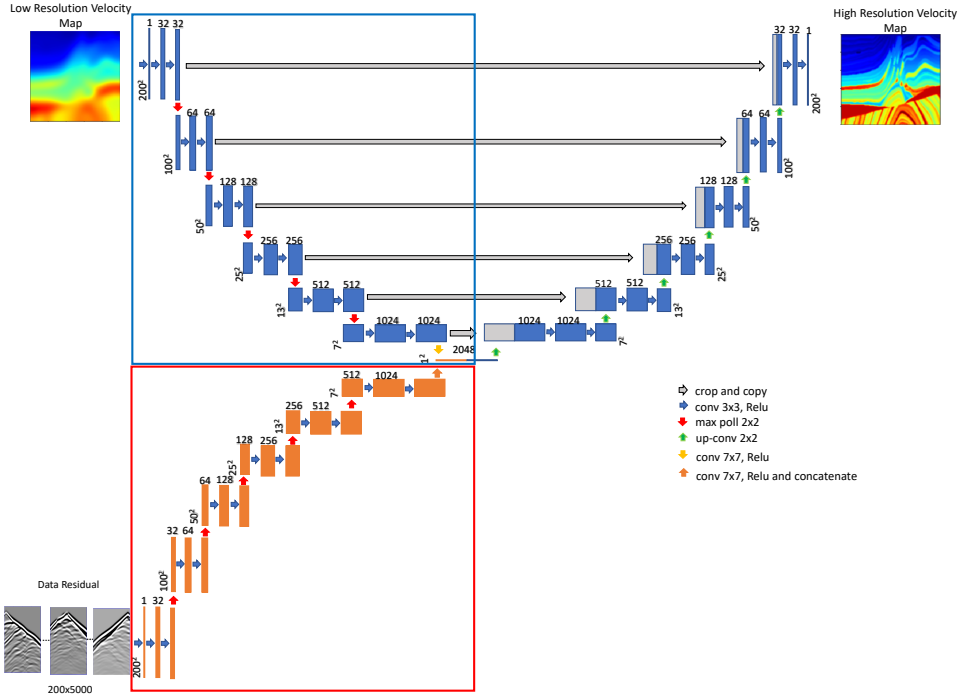 Low Resolution Velocity
Map
High Resolution Velocity
Map
1 32 32
32 32 1
200²
200²
64 64
64 64
100²
100²
128 128
128 128
50²
50²
256 256
256 256
25²
25²
512 512
512 512
13²
13²
1024 1024
1024 1024
7²
7²
2048
1²
512 1024
7²
256 512
13²
128 256
25²
64 128
50²
32 64
100²
1 32
200²
crop and copy
conv 3x3, Relu
max poll 2x2
up-conv 2x2
conv 7x7, Relu
conv 7x7, Relu and concatenate
Data Residual
200x5000